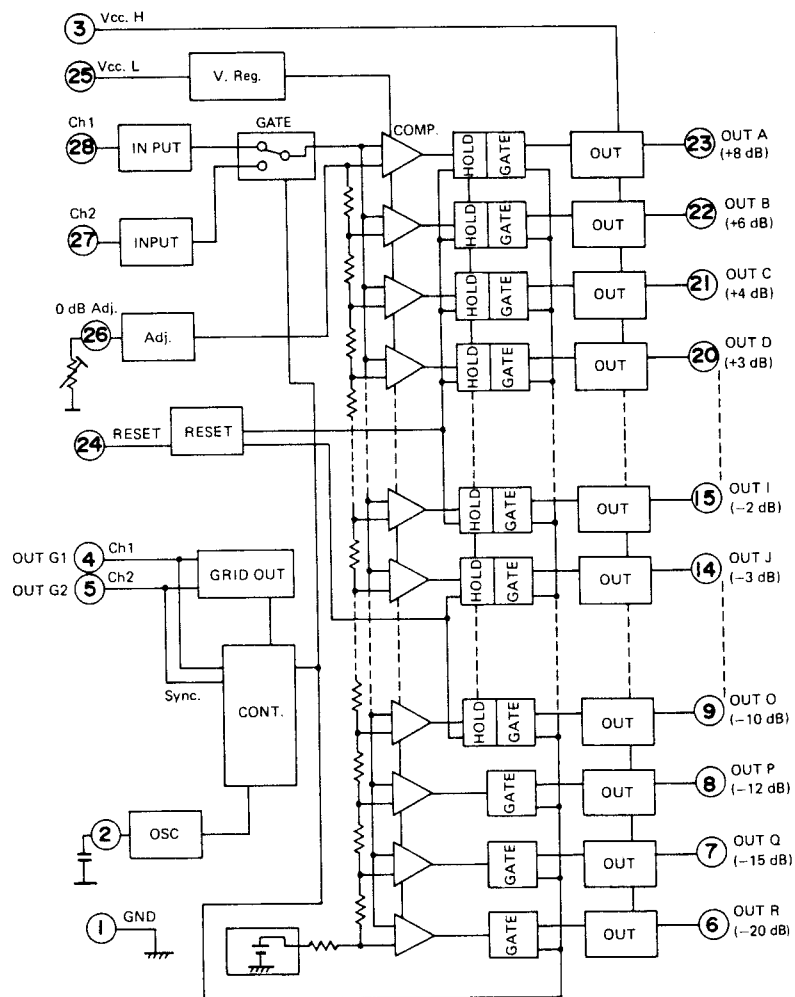 3 Vcc. H
25 Vcc. L
V. Reg.
Ch1
28
IN PUT
GATE
COMP.
HOLD
GATE
OUT
23 OUT A
(+8 dB)
Ch2
27
INPUT
HOLD
GATE
OUT
22 OUT B
(+6 dB)
HOLD
GATE
OUT
21 OUT C
(+4 dB)
0 dB Adj.
26
Adj.
HOLD
GATE
OUT
20 OUT D
(+3 dB)
24 RESET
RESET
HOLD
GATE
OUT
15 OUT I
(−2 dB)
OUT G1 4 Ch1
OUT G2 5 Ch2
GRID OUT
HOLD
GATE
OUT
14 OUT J
(−3 dB)
Sync.
CONT.
HOLD
GATE
OUT
9 OUT O
(−10 dB)
GATE
OUT
8 OUT P
(−12 dB)
2
OSC
GATE
OUT
7 OUT Q
(−15 dB)
1 GND
GATE
OUT
6 OUT R
(−20 dB)